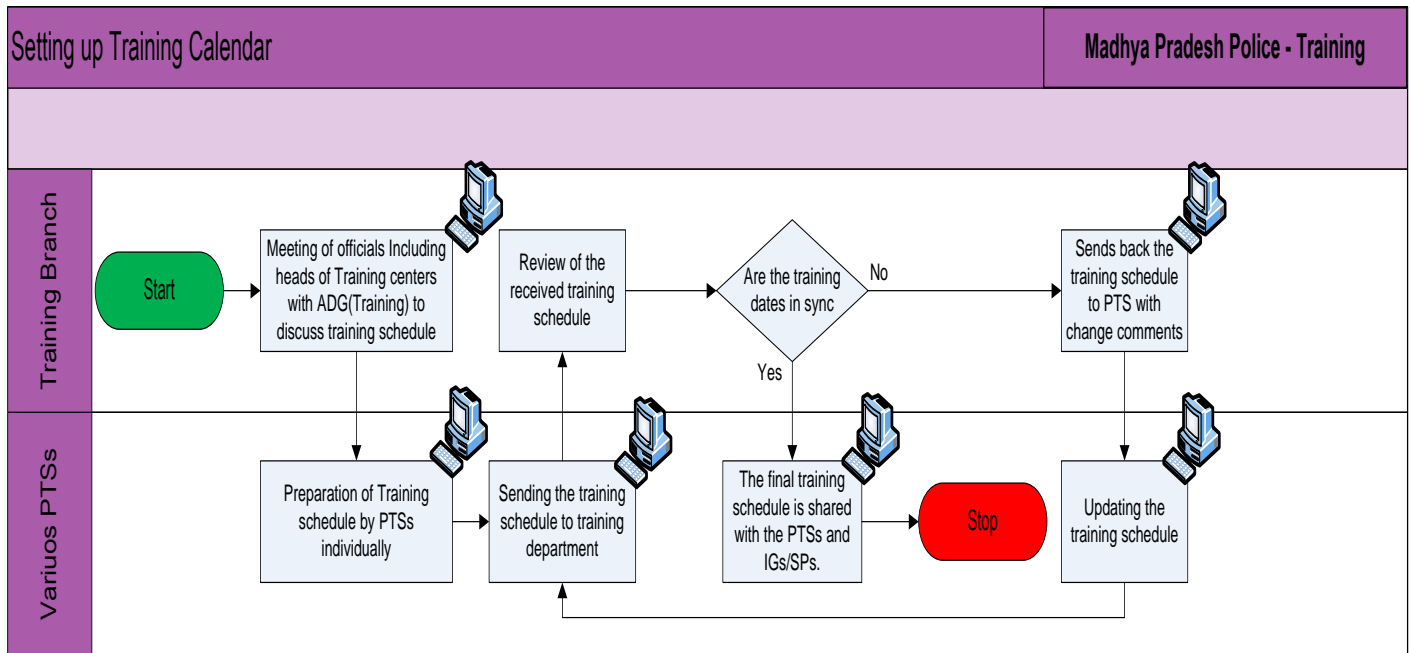 Setting up Training Calendar
Madhya Pradesh Police - Training
Training Branch
Start
Meeting of officials Including
heads of Training centers
with ADG(Training) to
discuss training schedule
Review of the
received training
schedule
Are the training
dates in sync
No
Yes
Sends back the
training schedule
to PTS with
change comments
Variuos PTSs
Preparation of Training
schedule by PTSs
individually
Sending the training
schedule to training
department
The final training
schedule is shared
with the PTSs and
IGs/SPs.
Stop
Updating the
training schedule